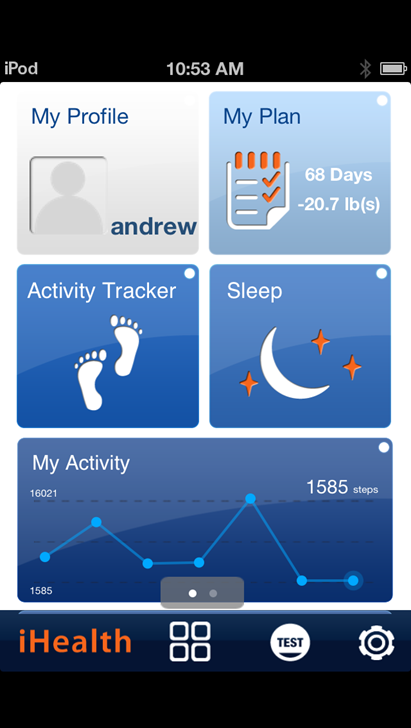 iPod 10:53 AM
My Profile
andrew
My Plan
68 Days
-20.7 lb(s)
Activity Tracker
Sleep
My Activity
1585 steps
16021
1585
iHealth
TEST